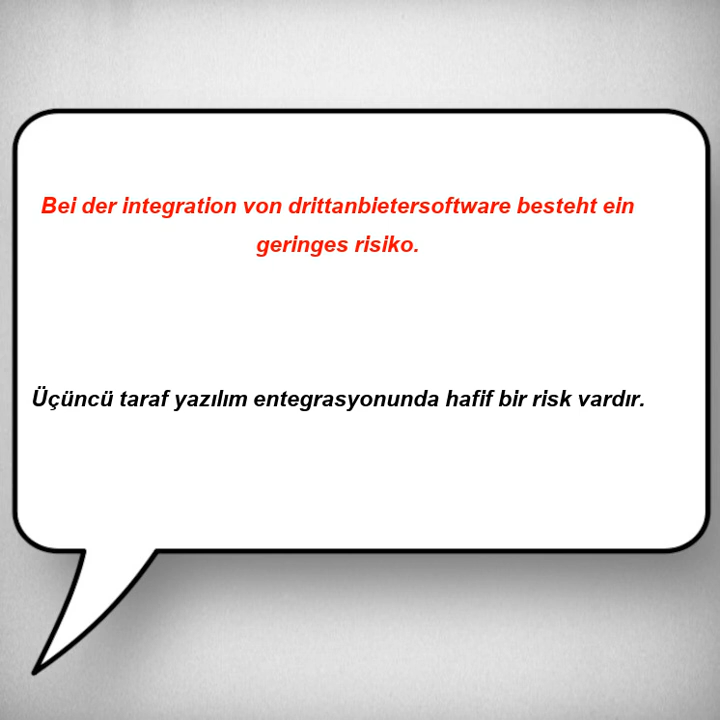 Bei der integration von drittanbietersoftware besteht ein
geringes risiko.
Üçüncü taraf yazılım entegrasyonunda hafif bir risk vardır.